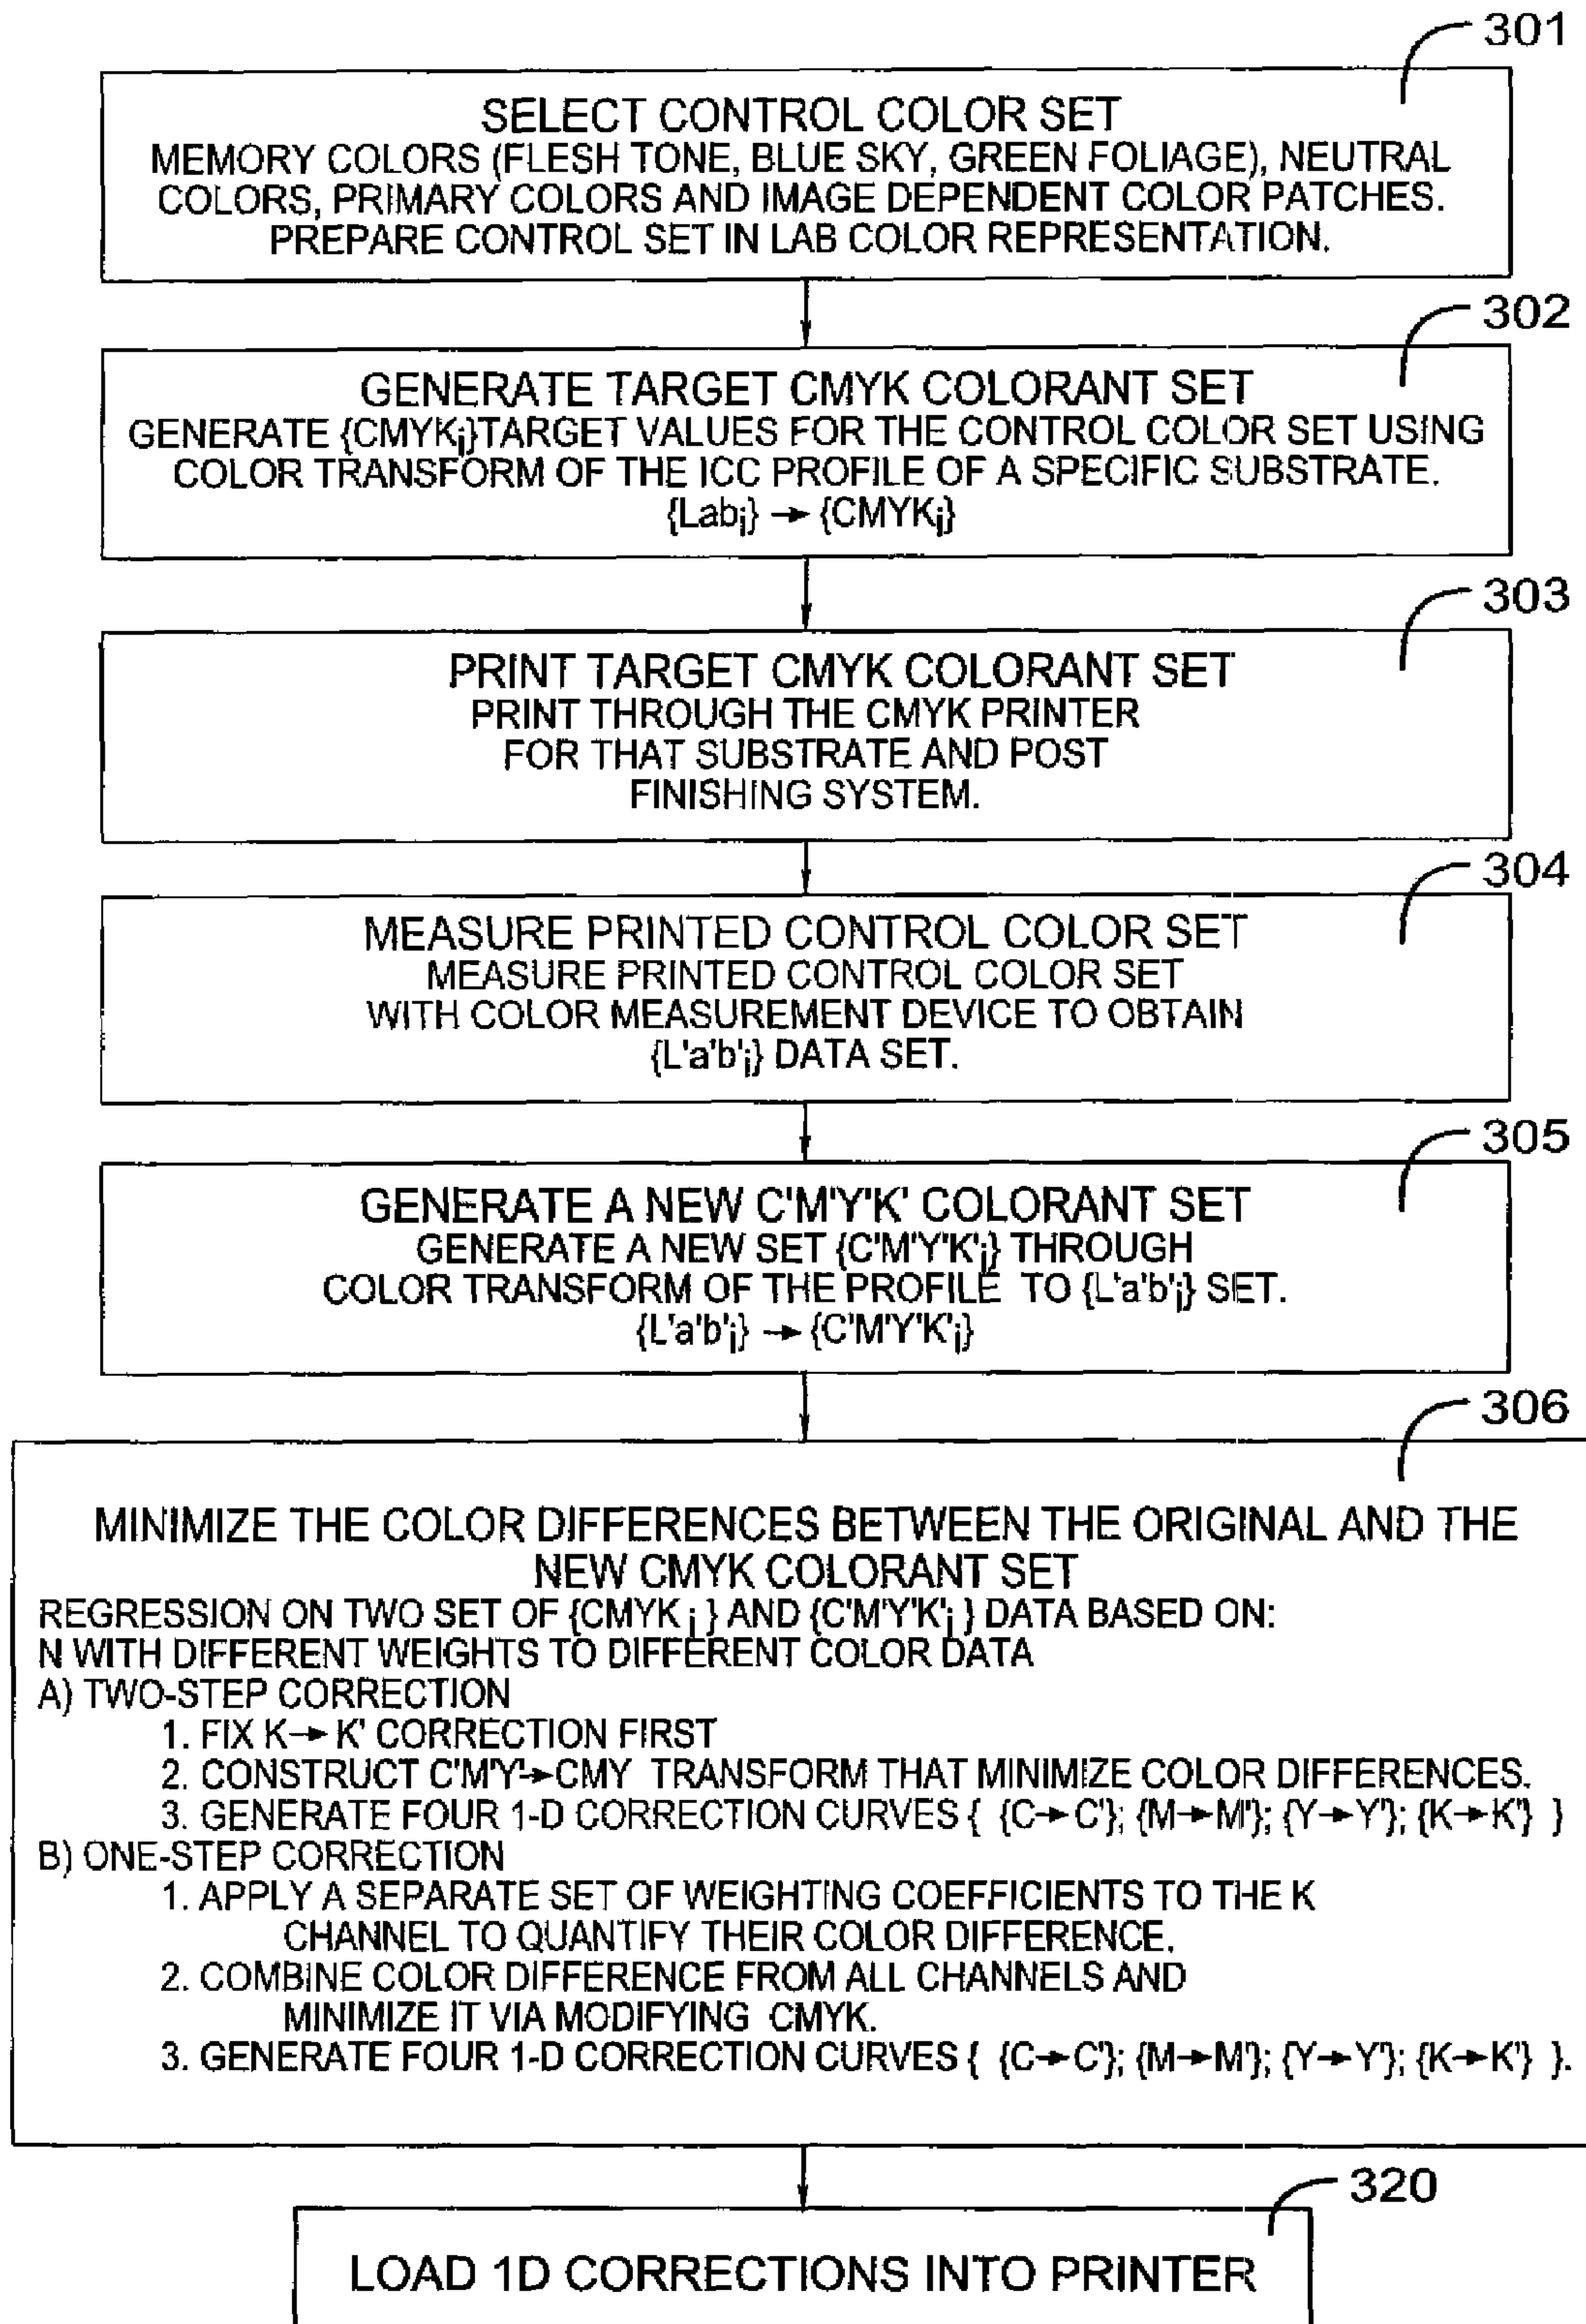 301
SELECT CONTROL COLOR SET
MEMORY COLORS (FLESH TONE, BLUE SKY, GREEN FOLIAGE), NEUTRAL
COLORS, PRIMARY COLORS AND IMAGE DEPENDENT COLOR PATCHES.
PREPARE CONTROL SET IN LAB COLOR REPRESENTATION.
302
GENERATE TARGET CMYK COLORANT SET
GENERATE {CMYKi}TARGET VALUES FOR THE CONTROL COLOR SET USING
COLOR TRANSFORM OF THE ICC PROFILE OF A SPECIFIC SUBSTRATE.
{Labi} → {CMYKi}
303
PRINT TARGET CMYK COLORANT SET
PRINT THROUGH THE CMYK PRINTER
FOR THAT SUBSTRATE AND POST
FINISHING SYSTEM.
304
MEASURE PRINTED CONTROL COLOR SET
MEASURE PRINTED CONTROL COLOR SET
WITH COLOR MEASUREMENT DEVICE TO OBTAIN
{L'a'b'i} DATA SET.
305
GENERATE A NEW C'M'Y'K' COLORANT SET
GENERATE A NEW SET {C'M'Y'K'i} THROUGH
COLOR TRANSFORM OF THE PROFILE TO {L'a'b'i} SET.
{L'a'b'i} → {C'M'Y'K'i}
306
MINIMIZE THE COLOR DIFFERENCES BETWEEN THE ORIGINAL AND THE
NEW CMYK COLORANT SET
REGRESSION ON TWO SET OF {CMYK i } AND {C'M'Y'K'i } DATA BASED ON:
N WITH DIFFERENT WEIGHTS TO DIFFERENT COLOR DATA
A) TWO-STEP CORRECTION
1. FIX K→ K' CORRECTION FIRST
2. CONSTRUCT C'M'Y'→CMY TRANSFORM THAT MINIMIZE COLOR DIFFERENCES.
3. GENERATE FOUR 1-D CORRECTION CURVES { {C→C'}; {M→M'}; {Y→Y'}; {K→K'} }
B) ONE-STEP CORRECTION
1. APPLY A SEPARATE SET OF WEIGHTING COEFFICIENTS TO THE K
CHANNEL TO QUANTIFY THEIR COLOR DIFFERENCE.
2. COMBINE COLOR DIFFERENCE FROM ALL CHANNELS AND
MINIMIZE IT VIA MODIFYING CMYK.
3. GENERATE FOUR 1-D CORRECTION CURVES { {C→C'}; {M→M'}; {Y→Y'}; {K→K'} }.
320
LOAD 1D CORRECTIONS INTO PRINTER